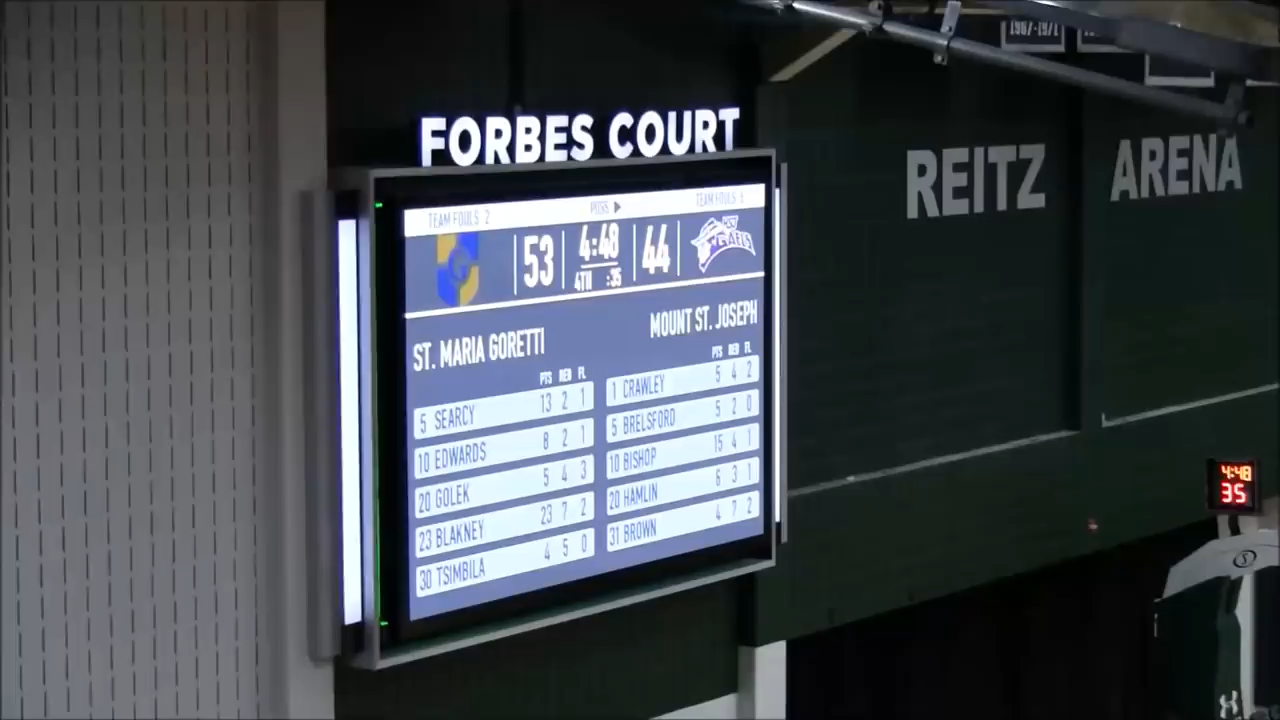 FORBES COURT
TEAM FOULS 2
POSS ▶
TEAM FOULS 5
G
53
4:48
44
4TH :35
ST. MARIA GORETTI
MOUNT ST. JOSEPH
PTS REB FL
5 SEARCY 13 2 1
10 EDWARDS 8 2 1
20 GOLEK 5 4 3
23 BLAKNEY 23 7 2
30 TSIMBILA 4 5 0
PTS RED FL
1 CRAWLEY 5 4 2
5 BRELSFORD 5 2 0
10 BISHOP 15 4 1
20 HAMLIN 6 3 1
31 BROWN 4 7 2
REITZ ARENA
4:48
35